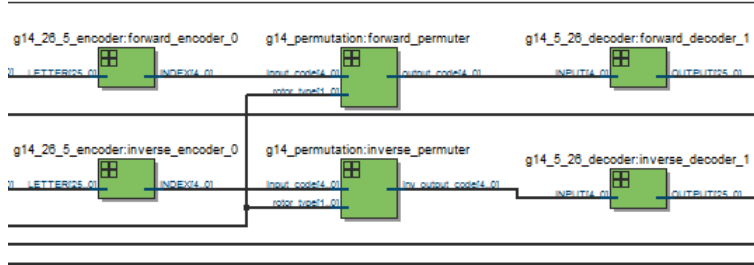 g14_26_5_encoder:forward_encoder_0 g14_permutation:forward_permuter g14_5_26_decoder:forward_decoder_1
LETTER[25..0] INDEX[4..0] input_code[4..0] output_code[4..0] INPUT[4..0] OUTPUT[25..0]
rotor_type[1..0]
g14_26_5_encoder:inverse_encoder_0 g14_permutation:inverse_permuter g14_5_26_decoder:inverse_decoder_1
LETTER[25..0] INDEX[4..0] input_code[4..0] inv_output_code[4..0] INPUT[4..0] OUTPUT[25..0]
rotor_type[1..0]